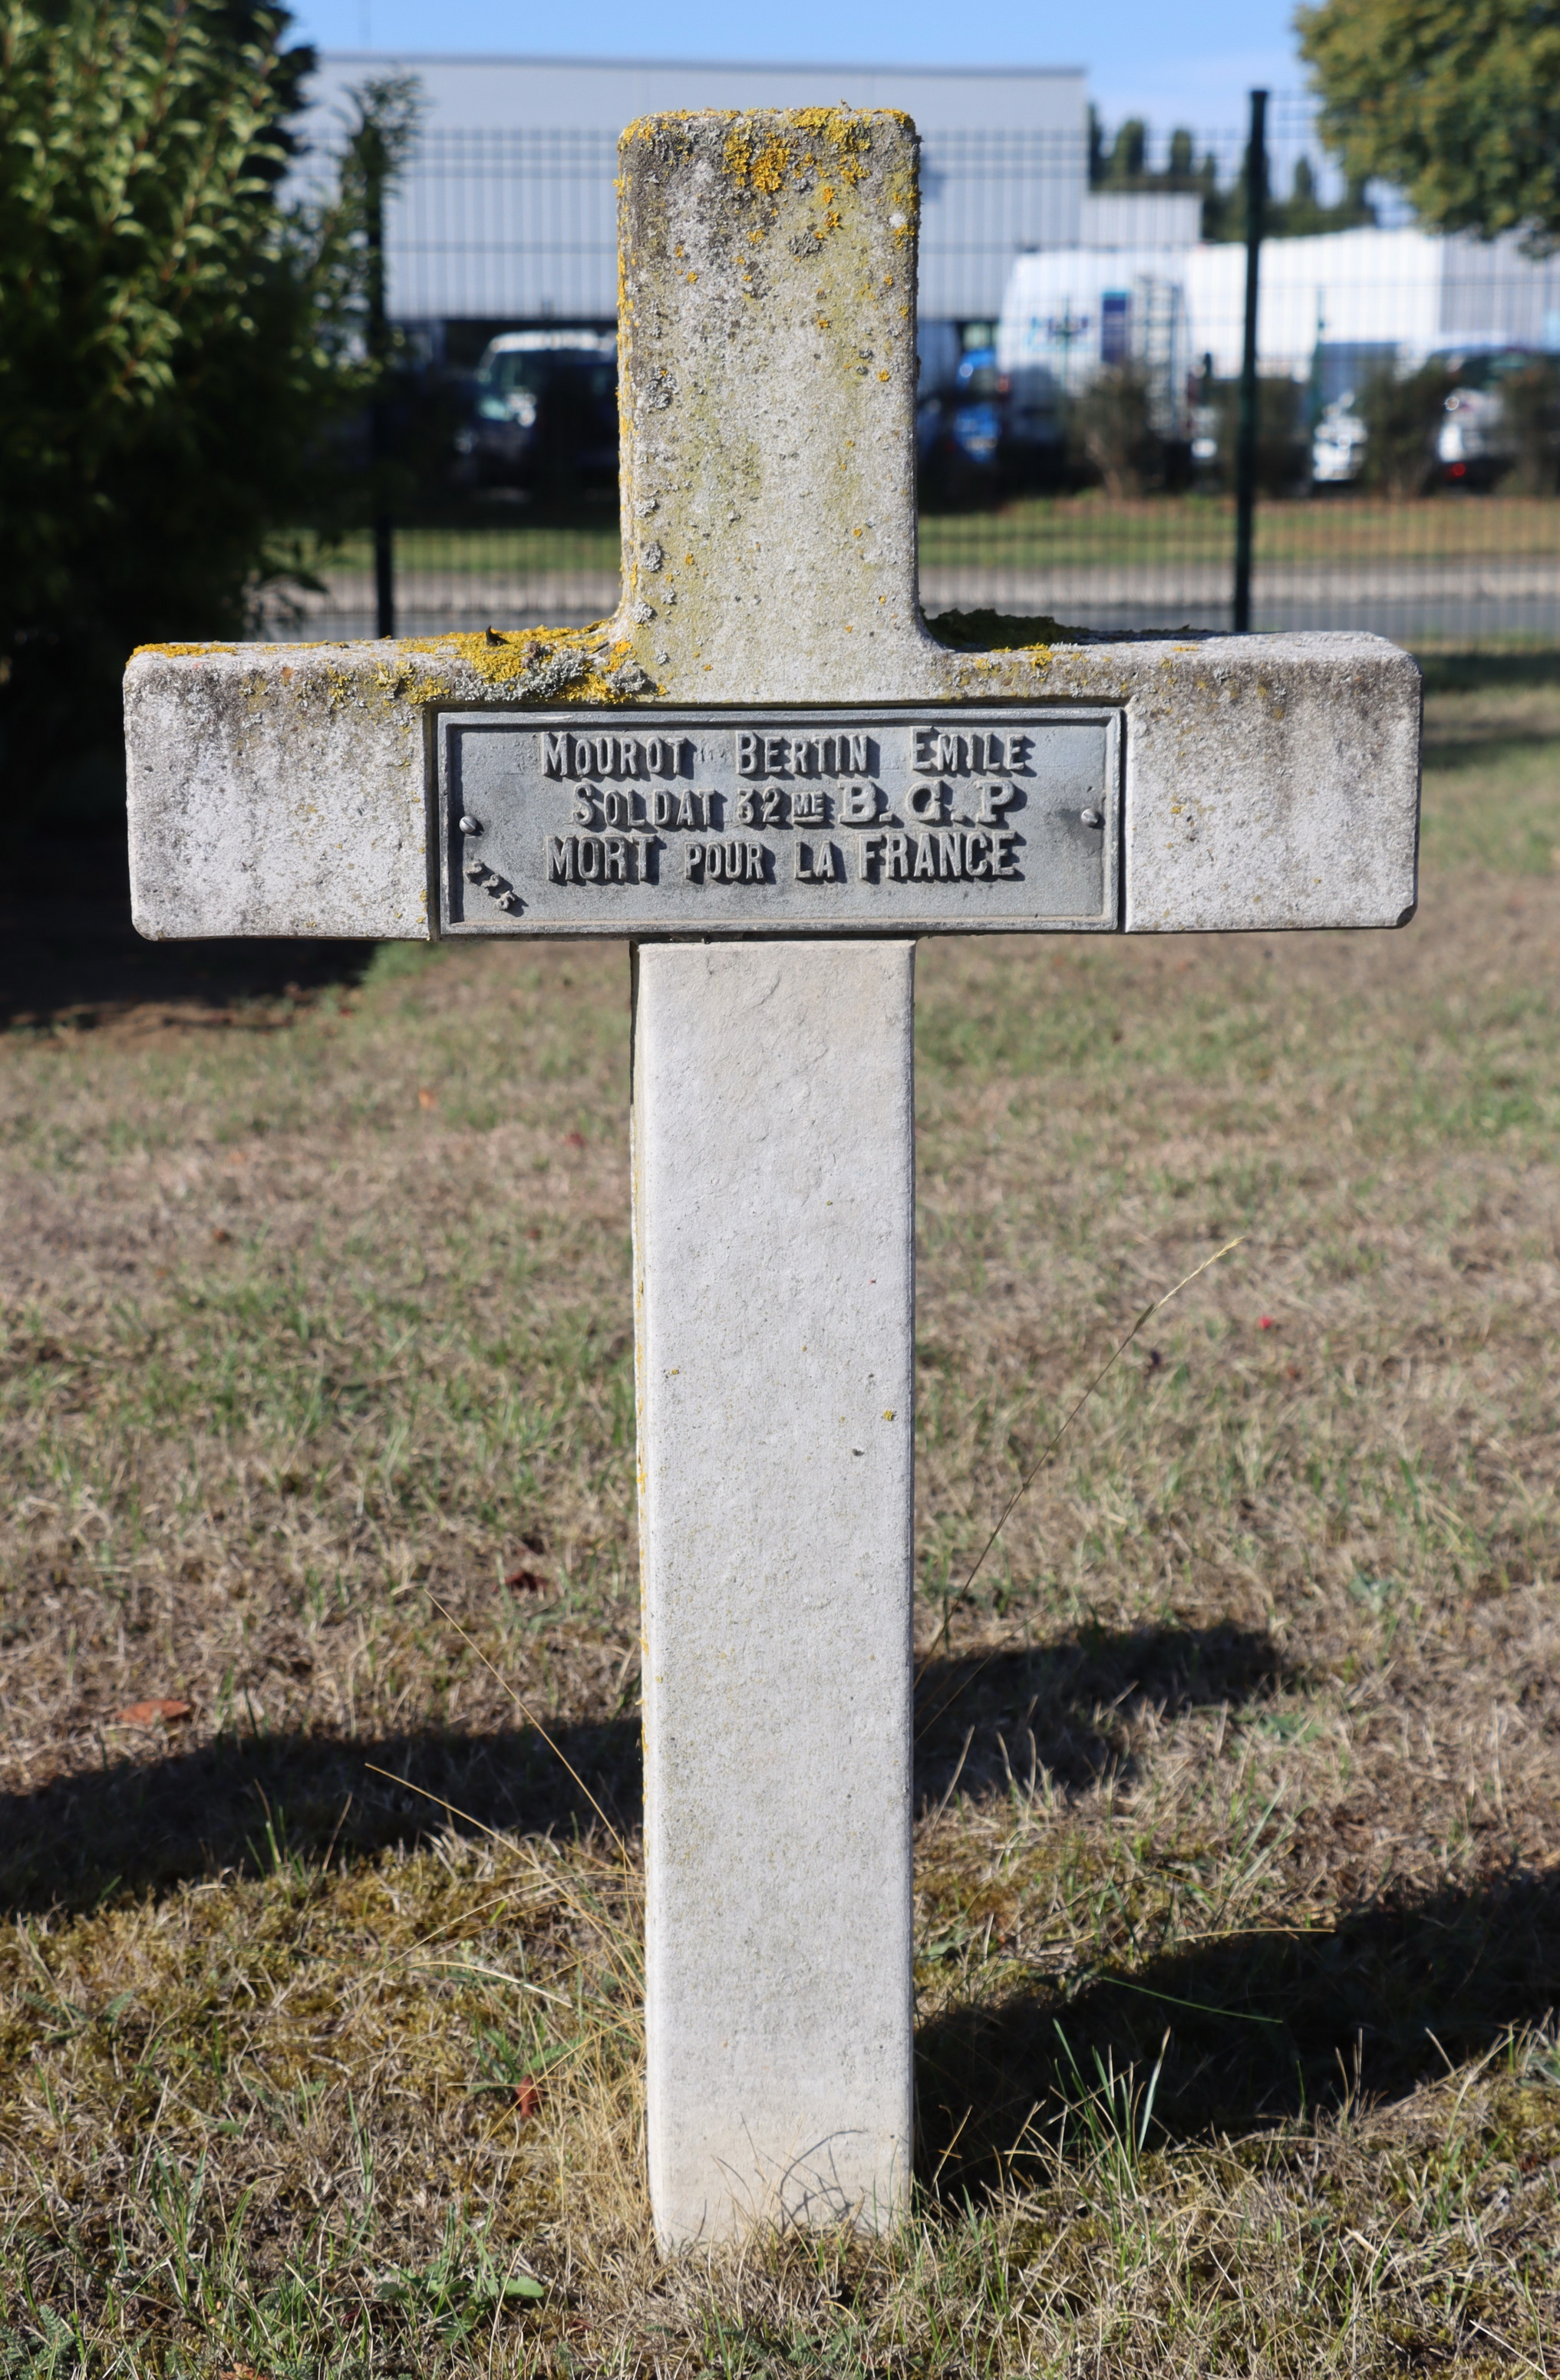 MOUROT BERTIN EMILE
SOLDAT 32ME B.G.P
MORT POUR LA FRANCE